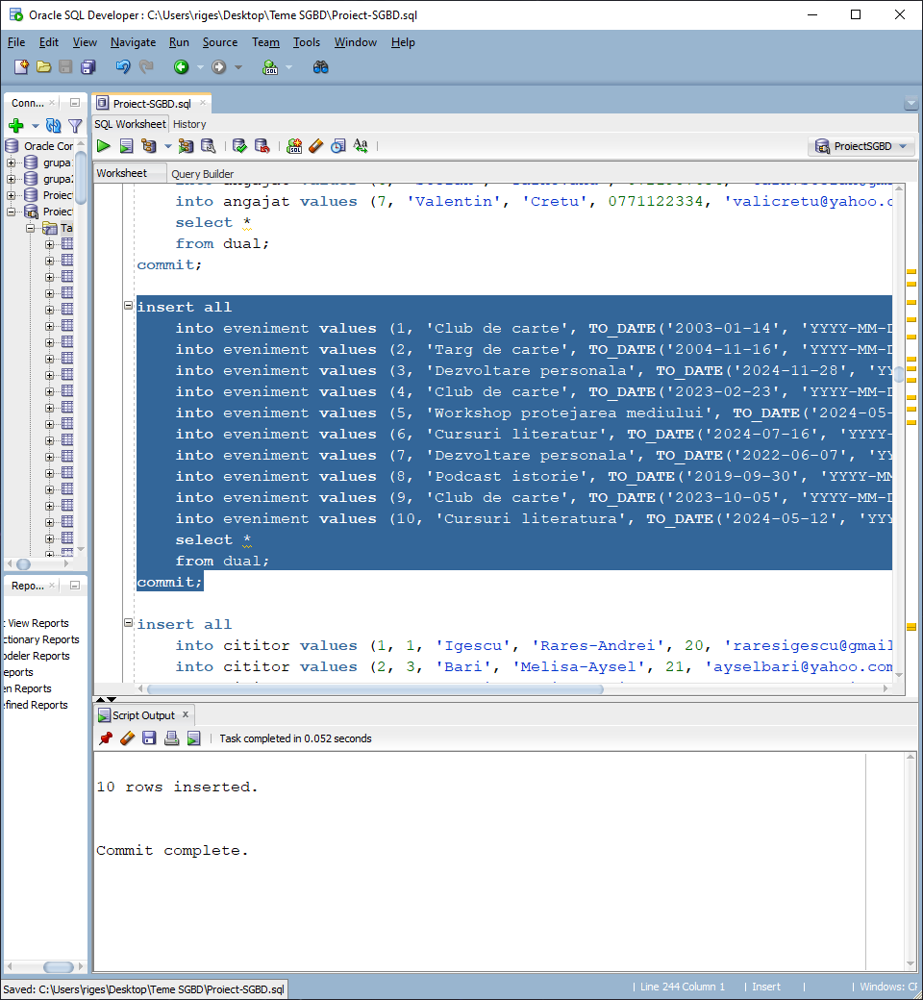 Oracle SQL Developer : C:\Users\riges\Desktop\Teme SGBD\Proiect-SGBD.sql
File Edit View Navigate Run Source Team Tools Window Help
Conn...
Proiect-SGBD.sql
SQL Worksheet History
ProiectSGBD
Oracle Cor
grupa1
grupa2
Proiec
Proiec
Ta
Worksheet Query Builder
into angajat values (7, 'Valentin', 'Cretu', 0771122334, 'valicretu@yahoo.c
select *
from dual;
commit;
insert all
into eveniment values (1, 'Club de carte', TO_DATE('2003-01-14', 'YYYY-MM-D
into eveniment values (2, 'Targ de carte', TO_DATE('2004-11-16', 'YYYY-MM-D
into eveniment values (3, 'Dezvoltare personala', TO_DATE('2024-11-28', 'YY
into eveniment values (4, 'Club de carte', TO_DATE('2023-02-23', 'YYYY-MM-D
into eveniment values (5, 'Workshop protejarea mediului', TO_DATE('2024-05-
into eveniment values (6, 'Cursuri literatur', TO_DATE('2024-07-16', 'YYYY-
into eveniment values (7, 'Dezvoltare personala', TO_DATE('2022-06-07', 'YY
into eveniment values (8, 'Podcast istorie', TO_DATE('2019-09-30', 'YYYY-MM
into eveniment values (9, 'Club de carte', TO_DATE('2023-10-05', 'YYYY-MM-D
into eveniment values (10, 'Cursuri literatura', TO_DATE('2024-05-12', 'YYY
select *
from dual;
commit;
insert all
into cititor values (1, 1, 'Igescu', 'Rares-Andrei', 20, 'raresigescu@gmail
into cititor values (2, 3, 'Bari', 'Melisa-Aysel', 21, 'ayselbari@yahoo.com
Repo...
t View Reports
ctionary Reports
odeler Reports
eports
en Reports
efined Reports
Script Output
Task completed in 0.052 seconds
10 rows inserted.
Commit complete.
Saved: C:\Users\riges\Desktop\Teme SGBD\Proiect-SGBD.sql
Line 244 Column 1 Insert Windows: CF